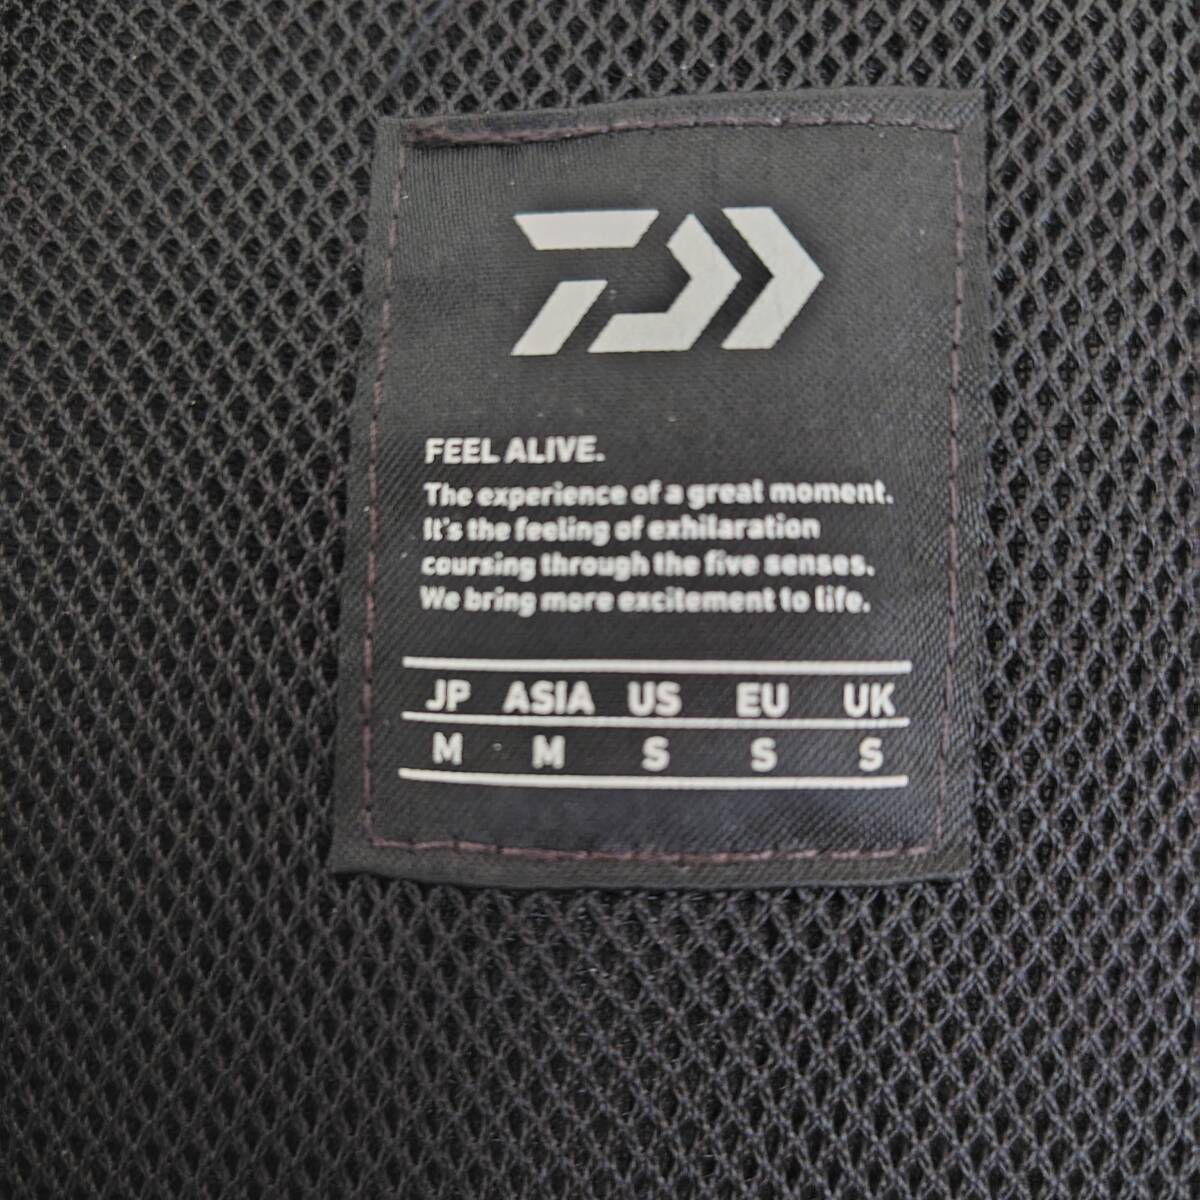 FEEL ALIVE.
The experience of a great moment.
It's the feeling of exhilaration
coursing through the five senses.
We bring more excitement to life.
JP ASIA US EU UK
M M S S S